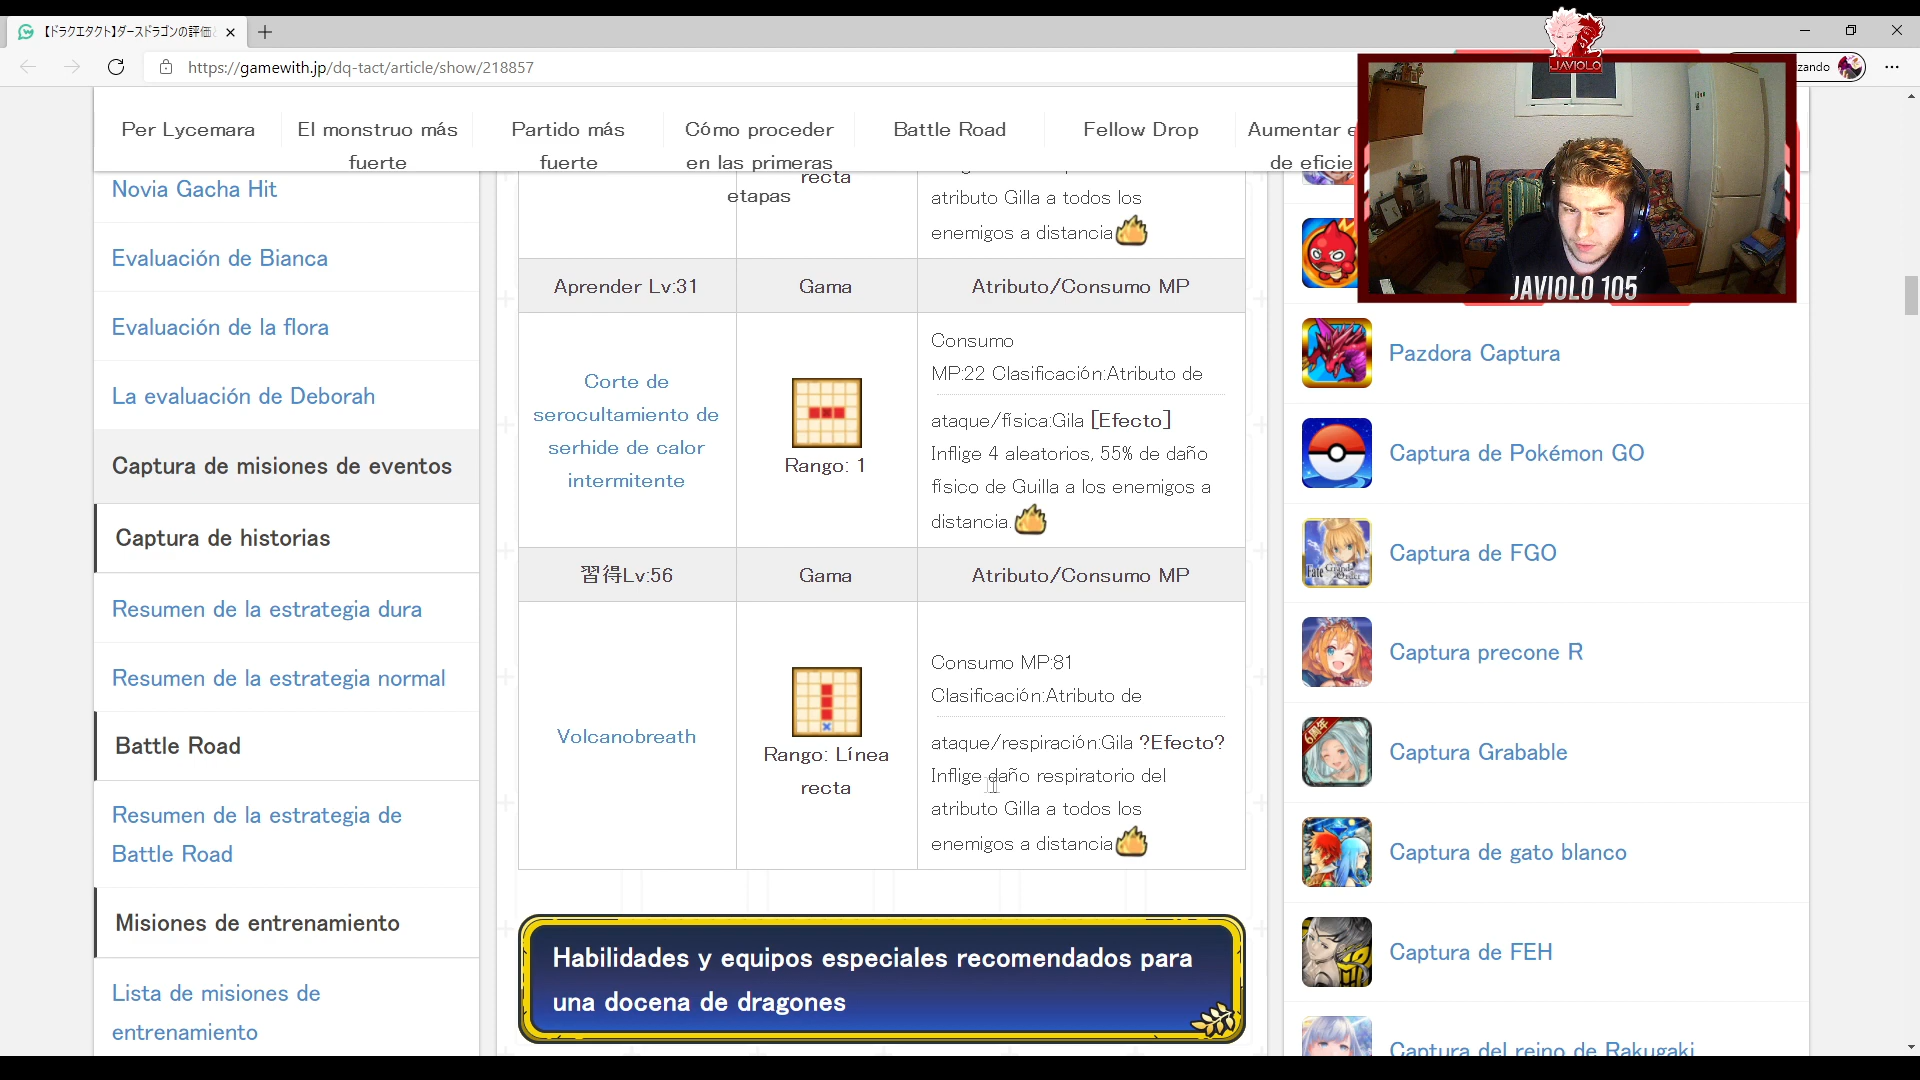 【ドラクエタクト】ダースドラゴンの評価
https://gamewith.jp/dq-tact/article/show/218857
zando
JAVIOLO
JAVIOLO 105
Per Lycemara
El monstruo más
fuerte
Partido más
fuerte
Cómo proceder
en las primeras
etapas
Battle Road
Fellow Drop
Aumentar e
de eficie
Novia Gacha Hit
Evaluación de Bianca
Evaluación de la flora
La evaluación de Deborah
Captura de misiones de eventos
Captura de historias
Resumen de la estrategia dura
Resumen de la estrategia normal
Battle Road
Resumen de la estrategia de
Battle Road
Misiones de entrenamiento
Lista de misiones de
entrenamiento
recta
atributo Gilla a todos los
enemigos a distancia
Aprender Lv:31
Gama
Atributo/Consumo MP
Corte de
serocultamiento de
serhide de calor
intermitente
Rango: 1
Consumo
MP:22 Clasificación:Atributo de
ataque/física:Gila [Efecto]
Inflige 4 aleatorios, 55% de daño
físico de Guilla a los enemigos a
distancia.
習得Lv:56
Gama
Atributo/Consumo MP
Volcanobreath
Rango: Línea
recta
Consumo MP:81
Clasificación:Atributo de
ataque/respiración:Gila ?Efecto?
Inflige daño respiratorio del
atributo Gilla a todos los
enemigos a distancia
Habilidades y equipos especiales recomendados para
una docena de dragones
Pazdora Captura
Captura de Pokémon GO
Captura de FGO
Fate
Grand Order
Captura precone R
6周年
Captura Grabable
Captura de gato blanco
Captura de FEH
Captura del reino de Rakugaki